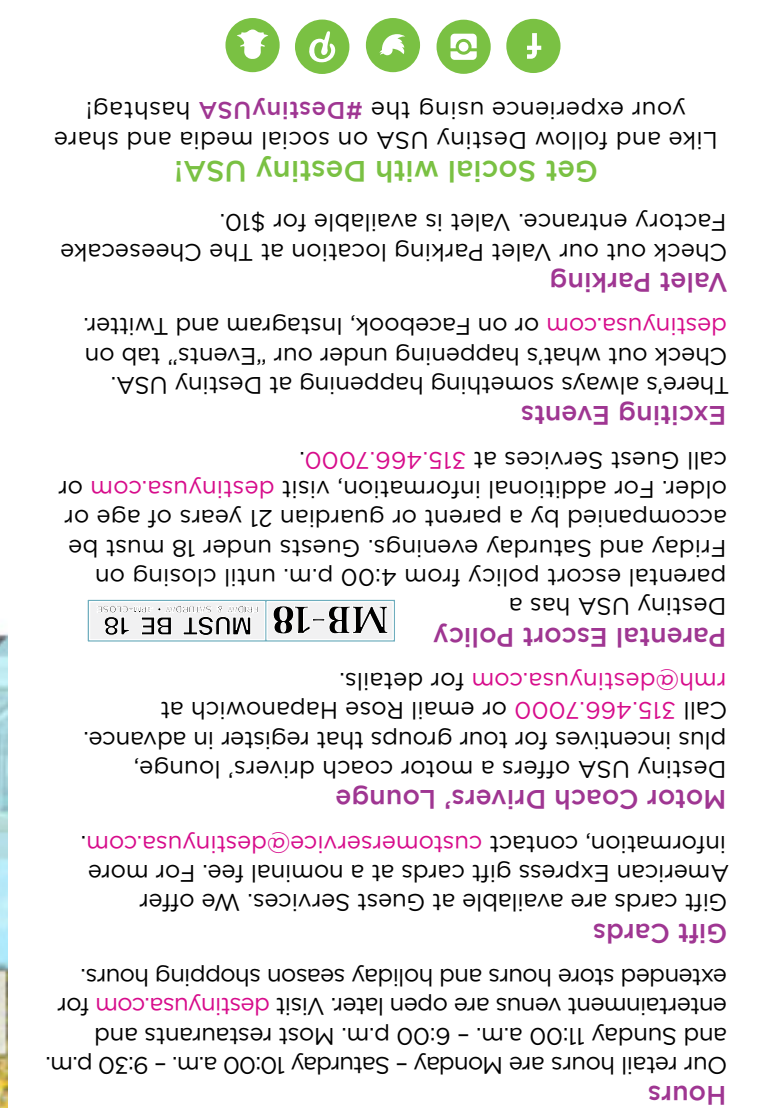 Hours
Our retail hours are Monday – Saturday 10:00 a.m. – 9:30 p.m.
and Sunday 11:00 a.m. – 6:00 p.m. Most restaurants and
entertainment venus are open later. Visit destinyusa.com for
extended store hours and holiday season shopping hours.
Gift Cards
Gift cards are available at Guest Services. We offer
American Express gift cards at a nominal fee. For more
information, contact customerservice@destinyusa.com.
Motor Coach Drivers' Lounge
Destiny USA offers a motor coach drivers' lounge,
plus incentives for tour groups that register in advance.
Call 315.466.7000 or email Rose Hapanowich at
rmh@destinyusa.com for details.
Parental Escort Policy
MB-18
MUST BE 18
FRIDAY & SATURDAY • 4PM-CLOSE
Destiny USA has a
parental escort policy from 4:00 p.m. until closing on
Friday and Saturday evenings. Guests under 18 must be
accompanied by a parent or guardian 21 years of age or
older. For additional information, visit destinyusa.com or
call Guest Services at 315.466.7000.
Exciting Events
There's always something happening at Destiny USA.
Check out what's happening under our “Events” tab on
destinyusa.com or on Facebook, Instagram and Twitter.
Valet Parking
Check out our Valet Parking location at The Cheesecake
Factory entrance. Valet is available for $10.
Get Social with Destiny USA!
Like and follow Destiny USA on social media and share
your experience using the #DestinyUSA hashtag!